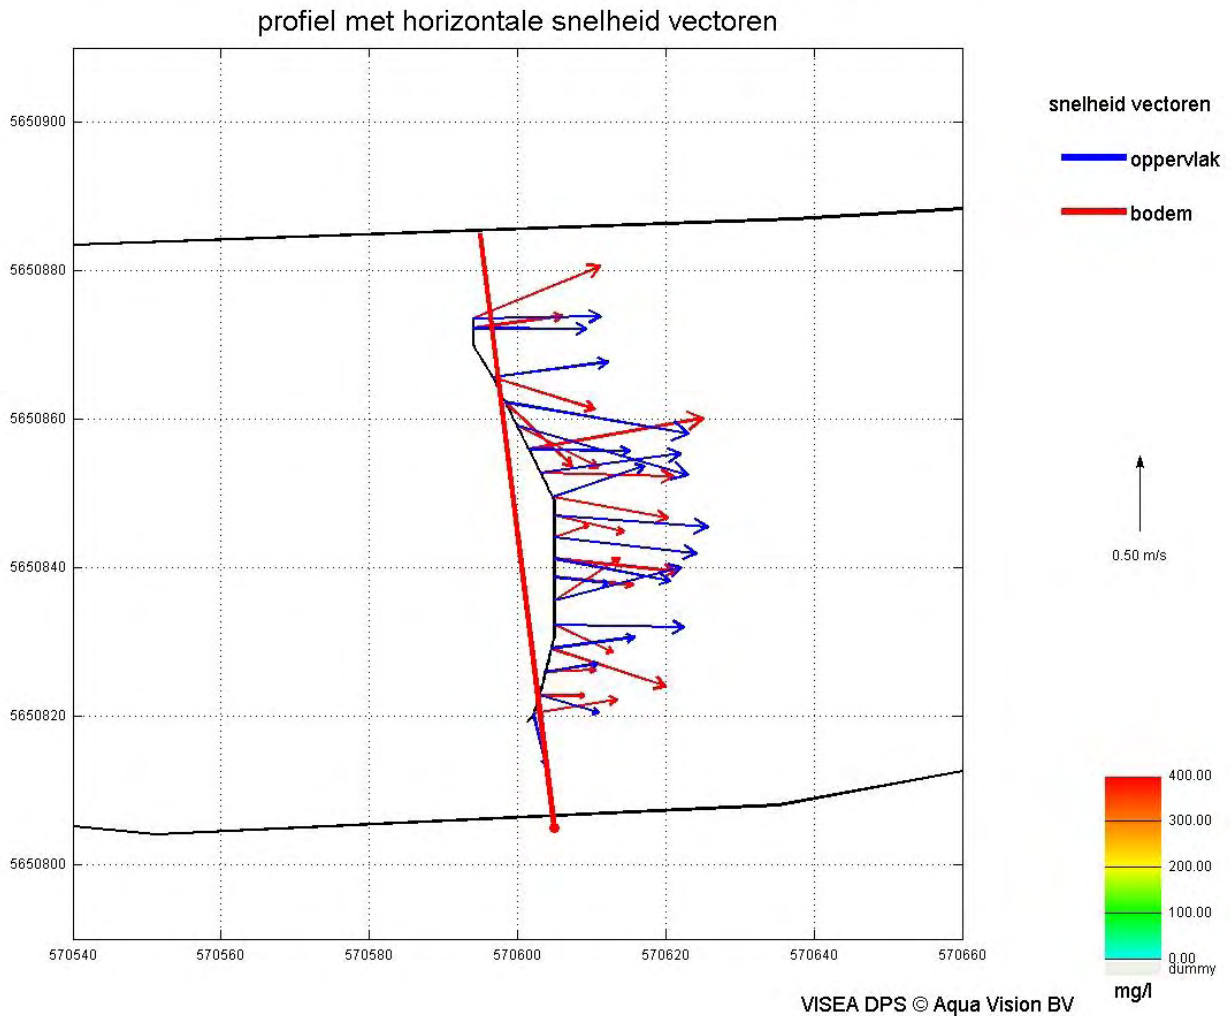 profiel met horizontale snelheid vectoren
5650900
5650880
5650860
5650840
5650820
5650800
570540 570560 570580 570600 570620 570640 570660
snelheid vectoren
oppervlak
bodem
0.50 m/s
400.00
300.00
200.00
100.00
0.00
dummy
mg/l
VISEA DPS © Aqua Vision BV